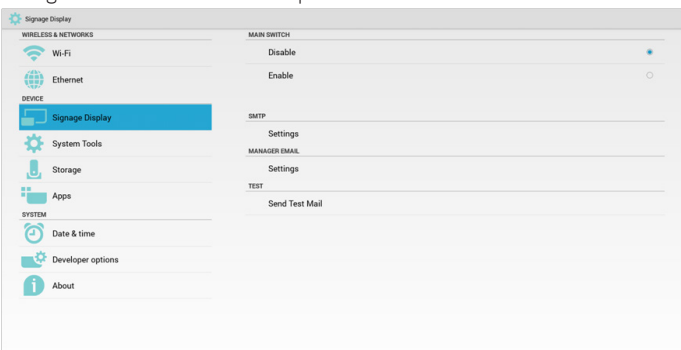 Signage Display
WIRELESS & NETWORKS
Wi-Fi
Ethernet
DEVICE
Signage Display
System Tools
Storage
Apps
SYSTEM
Date & time
Developer options
About
MAIN SWITCH
Disable
Enable
SMTP
Settings
MANAGER EMAIL
Settings
TEST
Send Test Mail